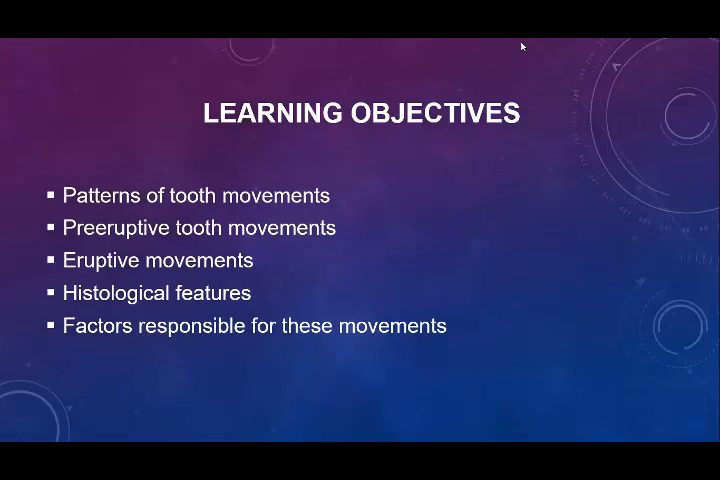 LEARNING OBJECTIVES
▪ Patterns of tooth movements
▪ Preeruptive tooth movements
▪ Eruptive movements
▪ Histological features
▪ Factors responsible for these movements